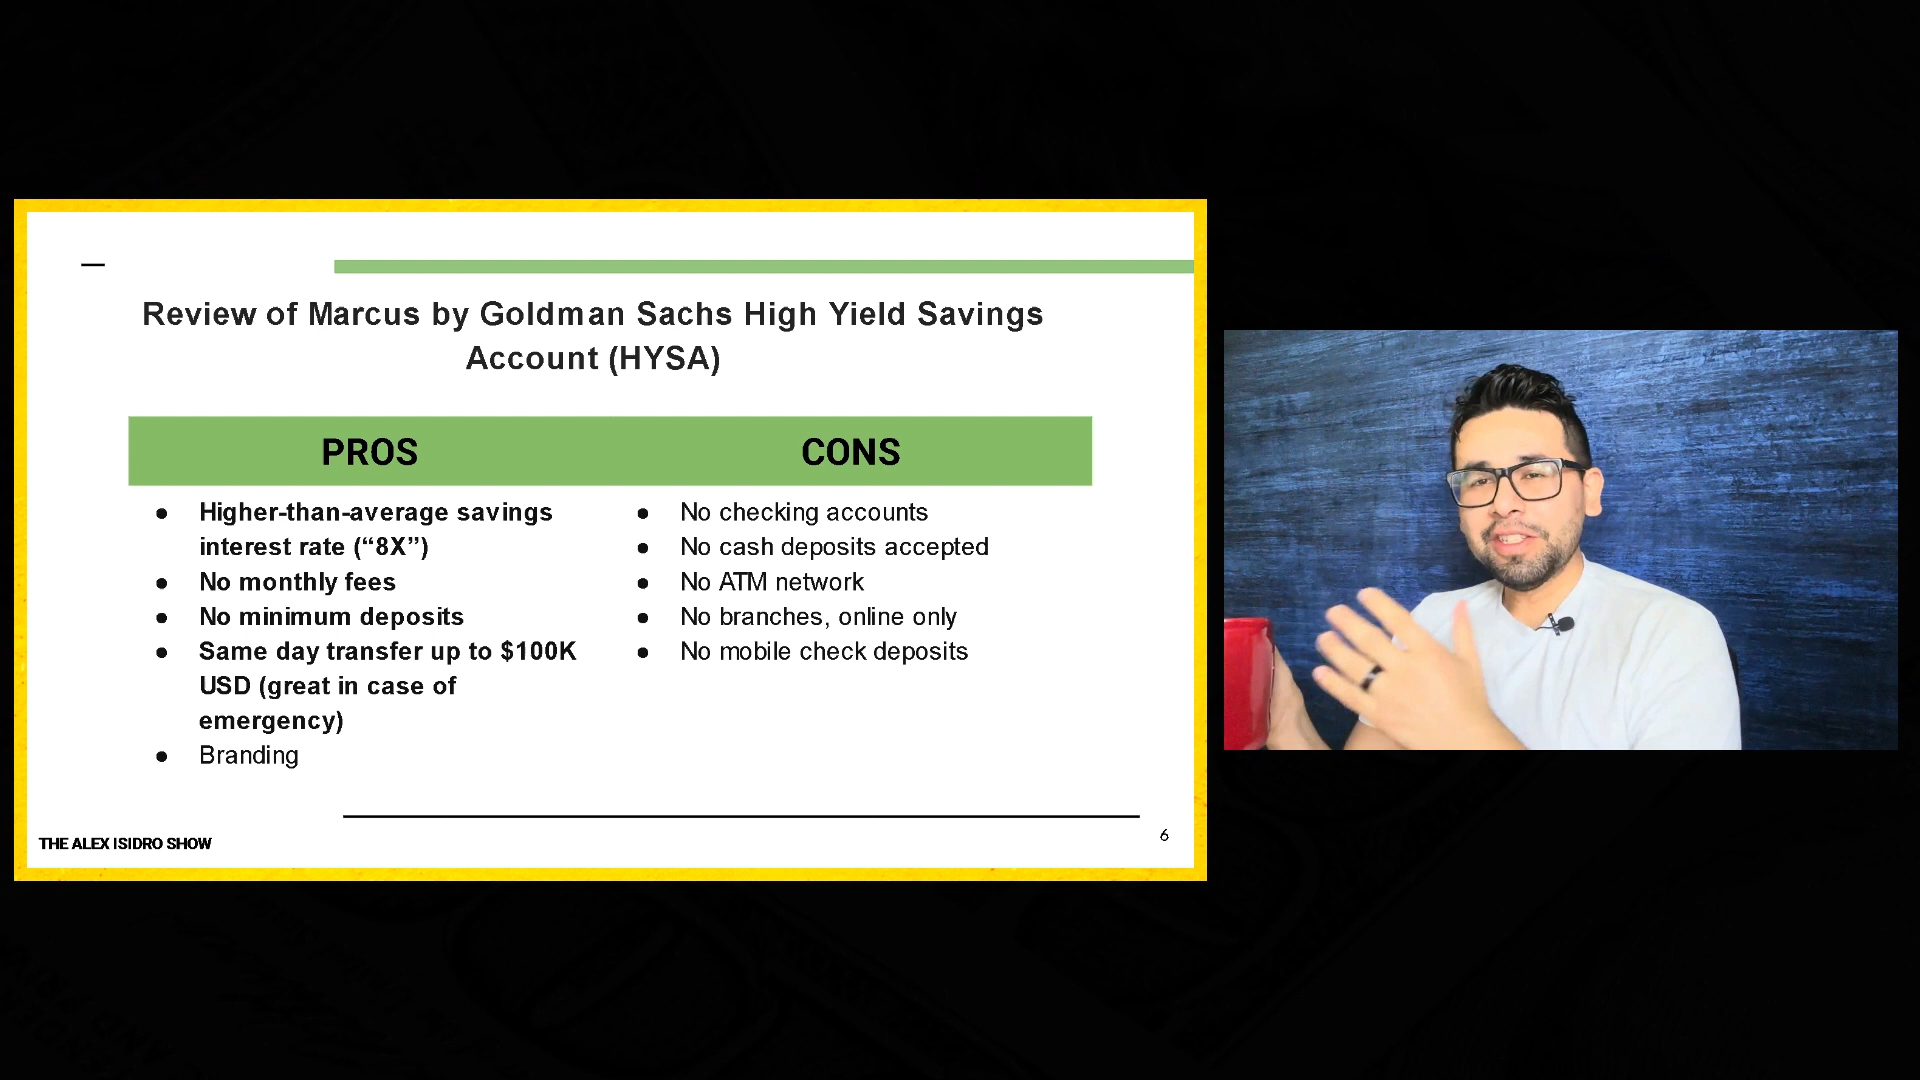 Review of Marcus by Goldman Sachs High Yield Savings
Account (HYSA)
PROS
● Higher-than-average savings
interest rate (“8X”)
● No monthly fees
● No minimum deposits
● Same day transfer up to $100K
USD (great in case of
emergency)
● Branding
CONS
● No checking accounts
● No cash deposits accepted
● No ATM network
● No branches, online only
● No mobile check deposits
THE ALEX ISIDRO SHOW
6